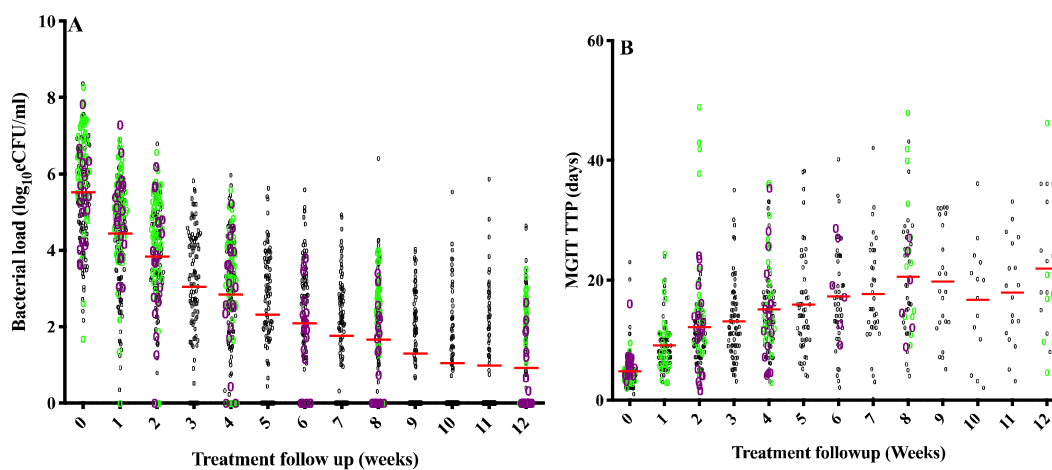 A
Bacterial load (log10eCFU/ml)
10
8
6
4
2
0
0 1 2 3 4 5 6 7 8 9 10 11 12
Treatment follow up (weeks)
B
MGIT TTP (days)
60
40
20
0
0 1 2 3 4 5 6 7 8 9 10 11 12
Treatment followup (Weeks)